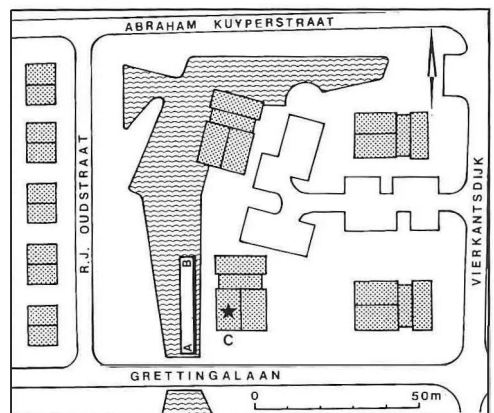 ABRAHAM KUYPERSTRAAT
R.J. OUDSTRAAT
VIERKANTSDIJK
B
A
C
GRETTINGALAAN
0 50m